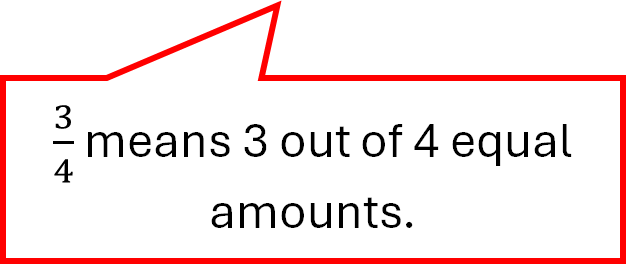 3/4 means 3 out of 4 equal
amounts.